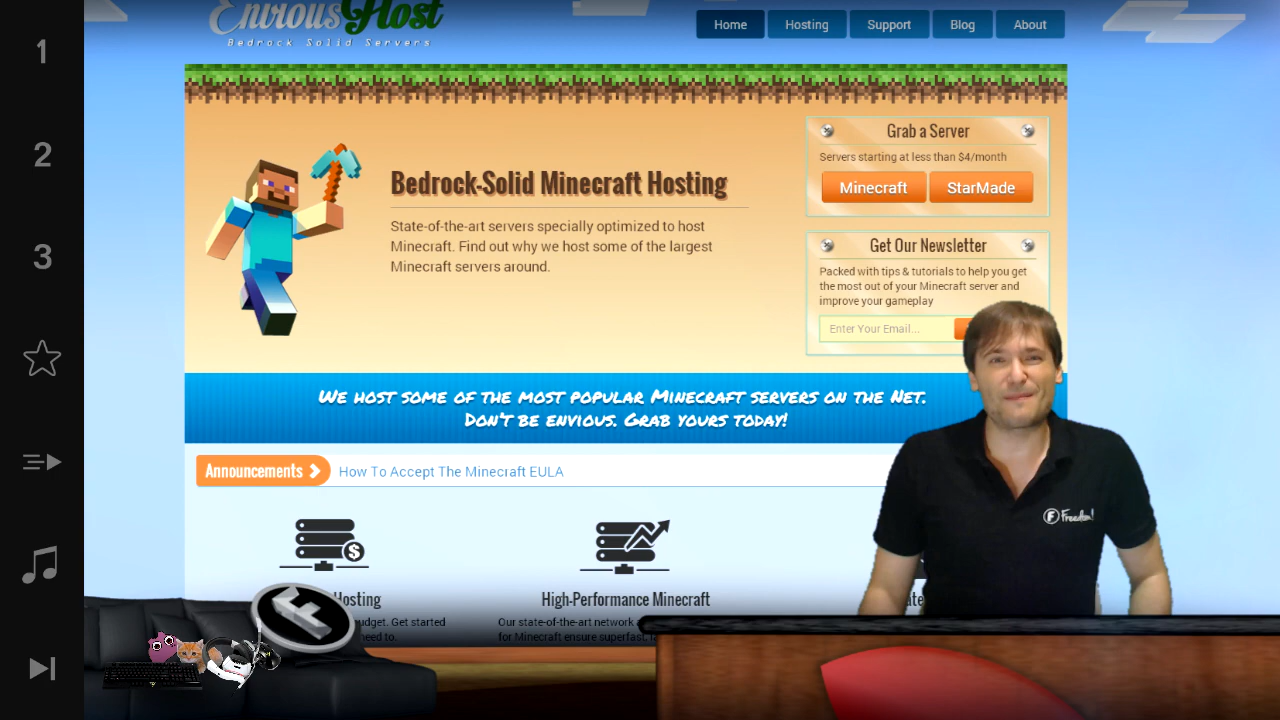 1
2
3
EnviousHost
Bedrock Solid Servers
Home
Hosting
Support
Blog
About
Bedrock-Solid Minecraft Hosting
State-of-the-art servers specially optimized to host
Minecraft. Find out why we host some of the largest
Minecraft servers around.
Grab a Server
Servers starting at less than $4/month
Minecraft
StarMade
Get Our Newsletter
Packed with tips & tutorials to help you get
the most out of your Minecraft server and
improve your gameplay
Enter Your Email...
We host some of the most popular Minecraft servers on the Net.
Don't be envious. Grab yours today!
Announcements
How To Accept The Minecraft EULA
$
Hosting
High-Performance Minecraft
udget. Get started
need to.
Our state-of-the-art network
for Minecraft ensure superfast,
F Freedom!
F